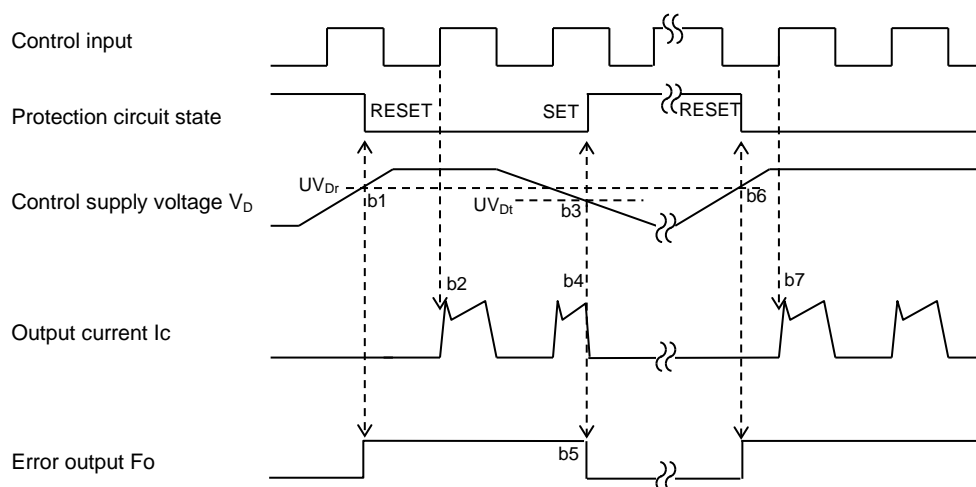 Control input
RESET SET RESET
Protection circuit state
UVDr
b1 b6
Control supply voltage VD
UVDt b3
b2 b4 b7
Output current Ic
b5
Error output Fo